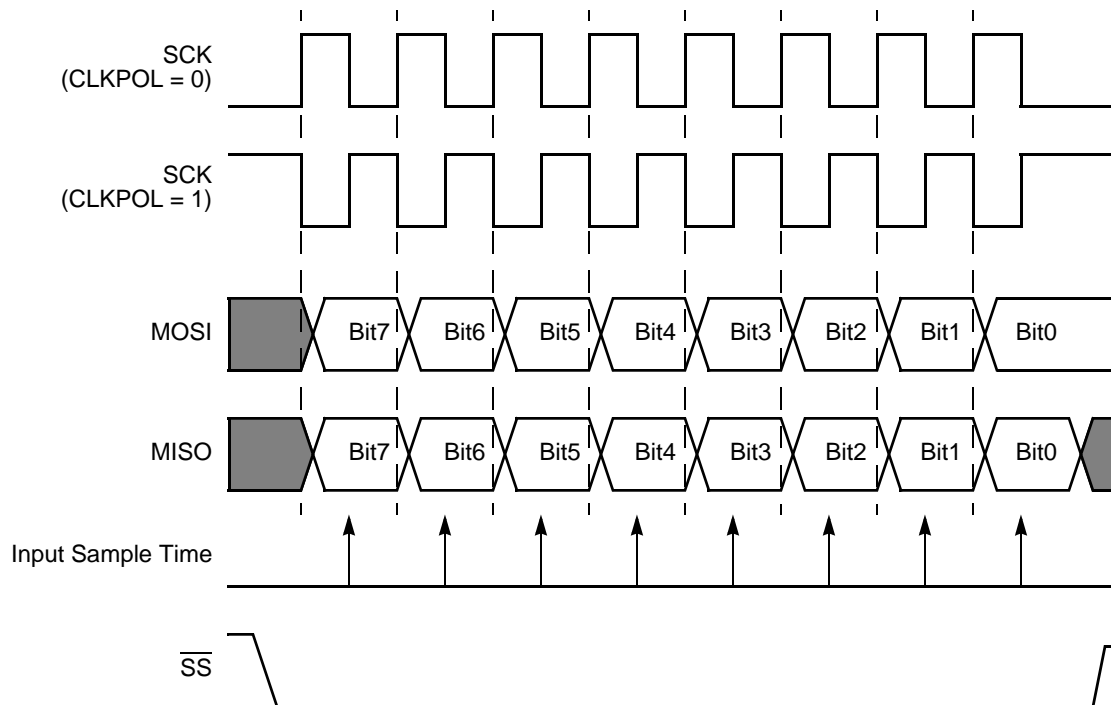 SCK
(CLKPOL = 0)
SCK
(CLKPOL = 1)
MOSI
Bit7 Bit6 Bit5 Bit4 Bit3 Bit2 Bit1 Bit0
MISO
Bit7 Bit6 Bit5 Bit4 Bit3 Bit2 Bit1 Bit0
Input Sample Time
SS